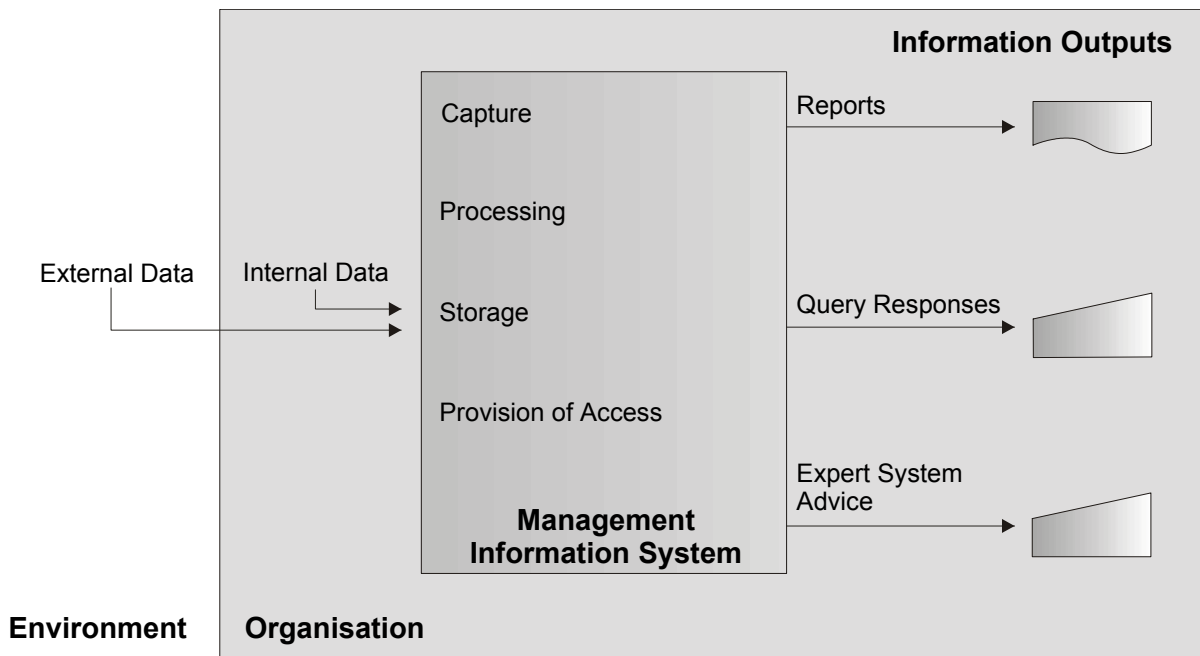 Information Outputs
Capture
Reports
Processing
External Data
Internal Data
Storage
Query Responses
Provision of Access
Expert System
Advice
Management
Information System
Environment
Organisation